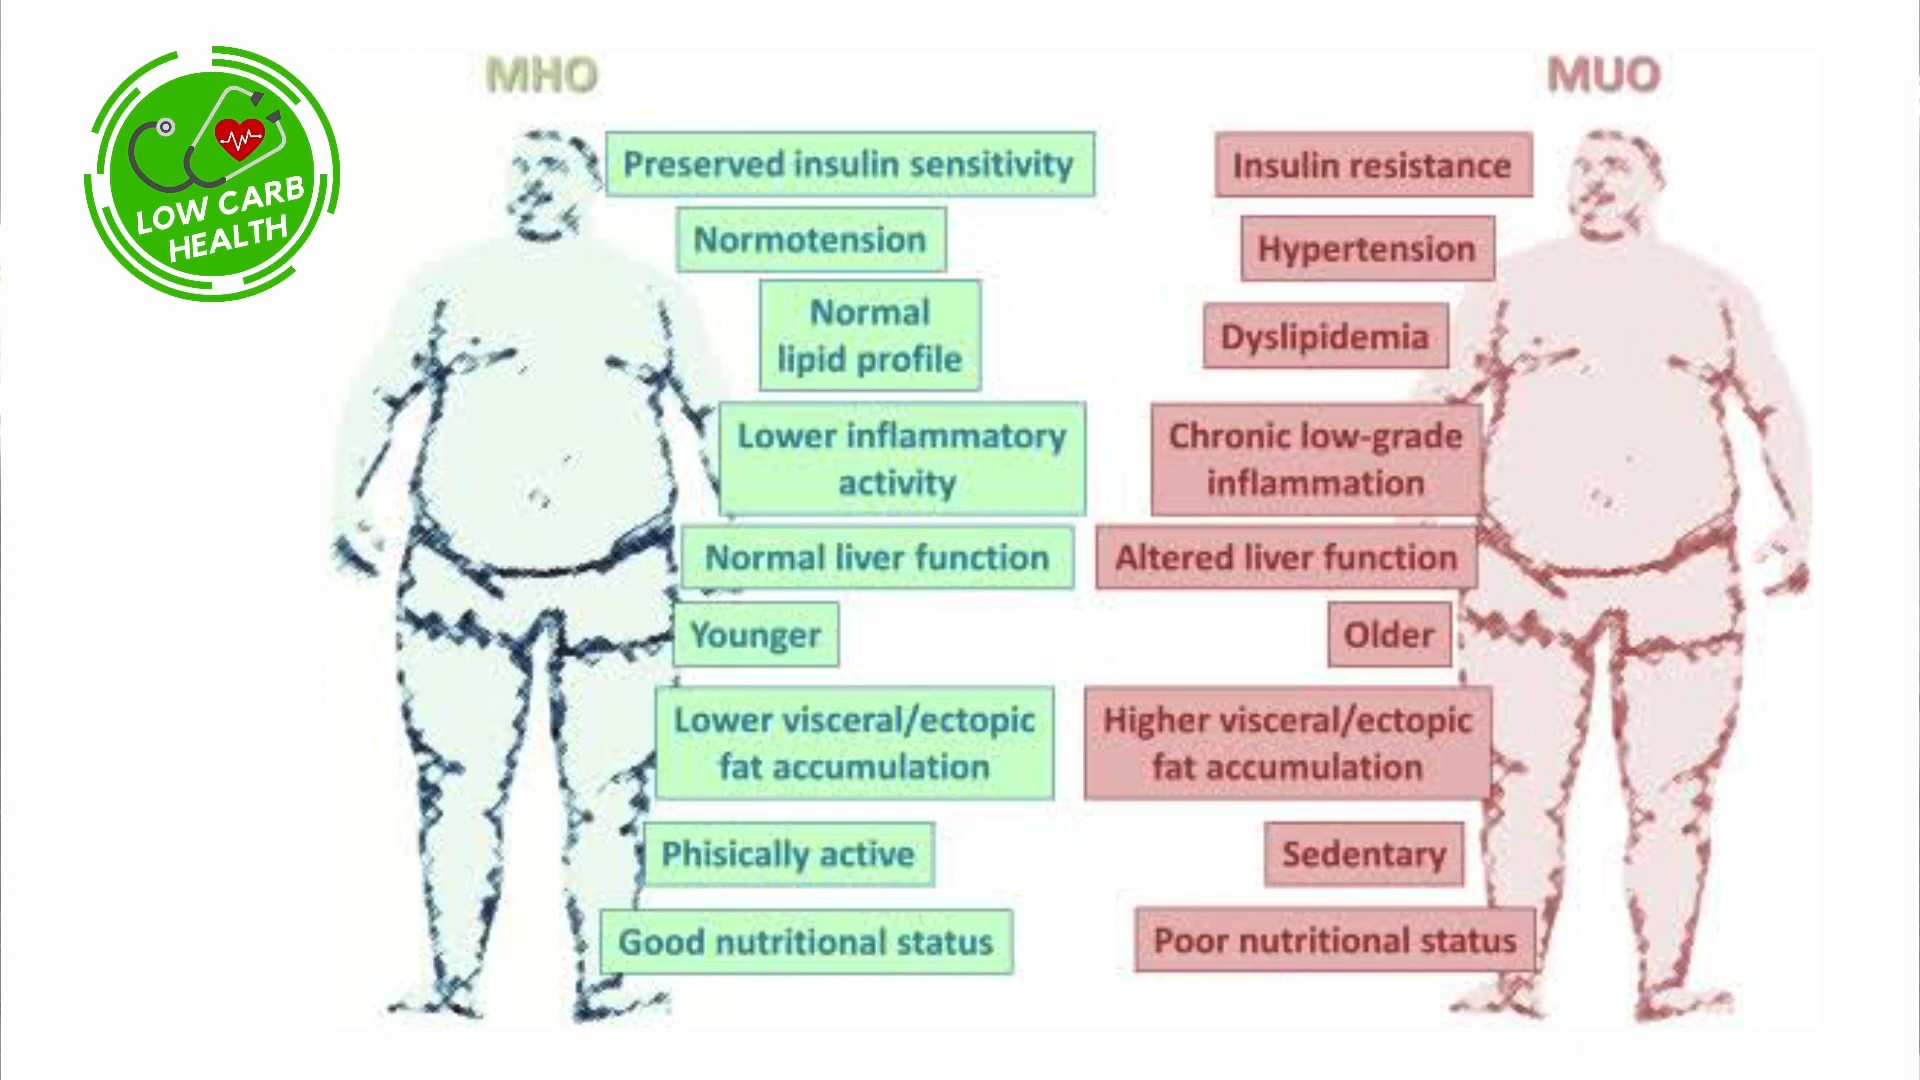 LOW CARB
HEALTH
MHO
MUO
Preserved insulin sensitivity
Insulin resistance
Normotension
Hypertension
Normal
lipid profile
Dyslipidemia
Lower inflammatory
activity
Chronic low-grade
inflammation
Normal liver function
Altered liver function
Younger
Older
Lower visceral/ectopic
fat accumulation
Higher visceral/ectopic
fat accumulation
Phisically active
Sedentary
Good nutritional status
Poor nutritional status